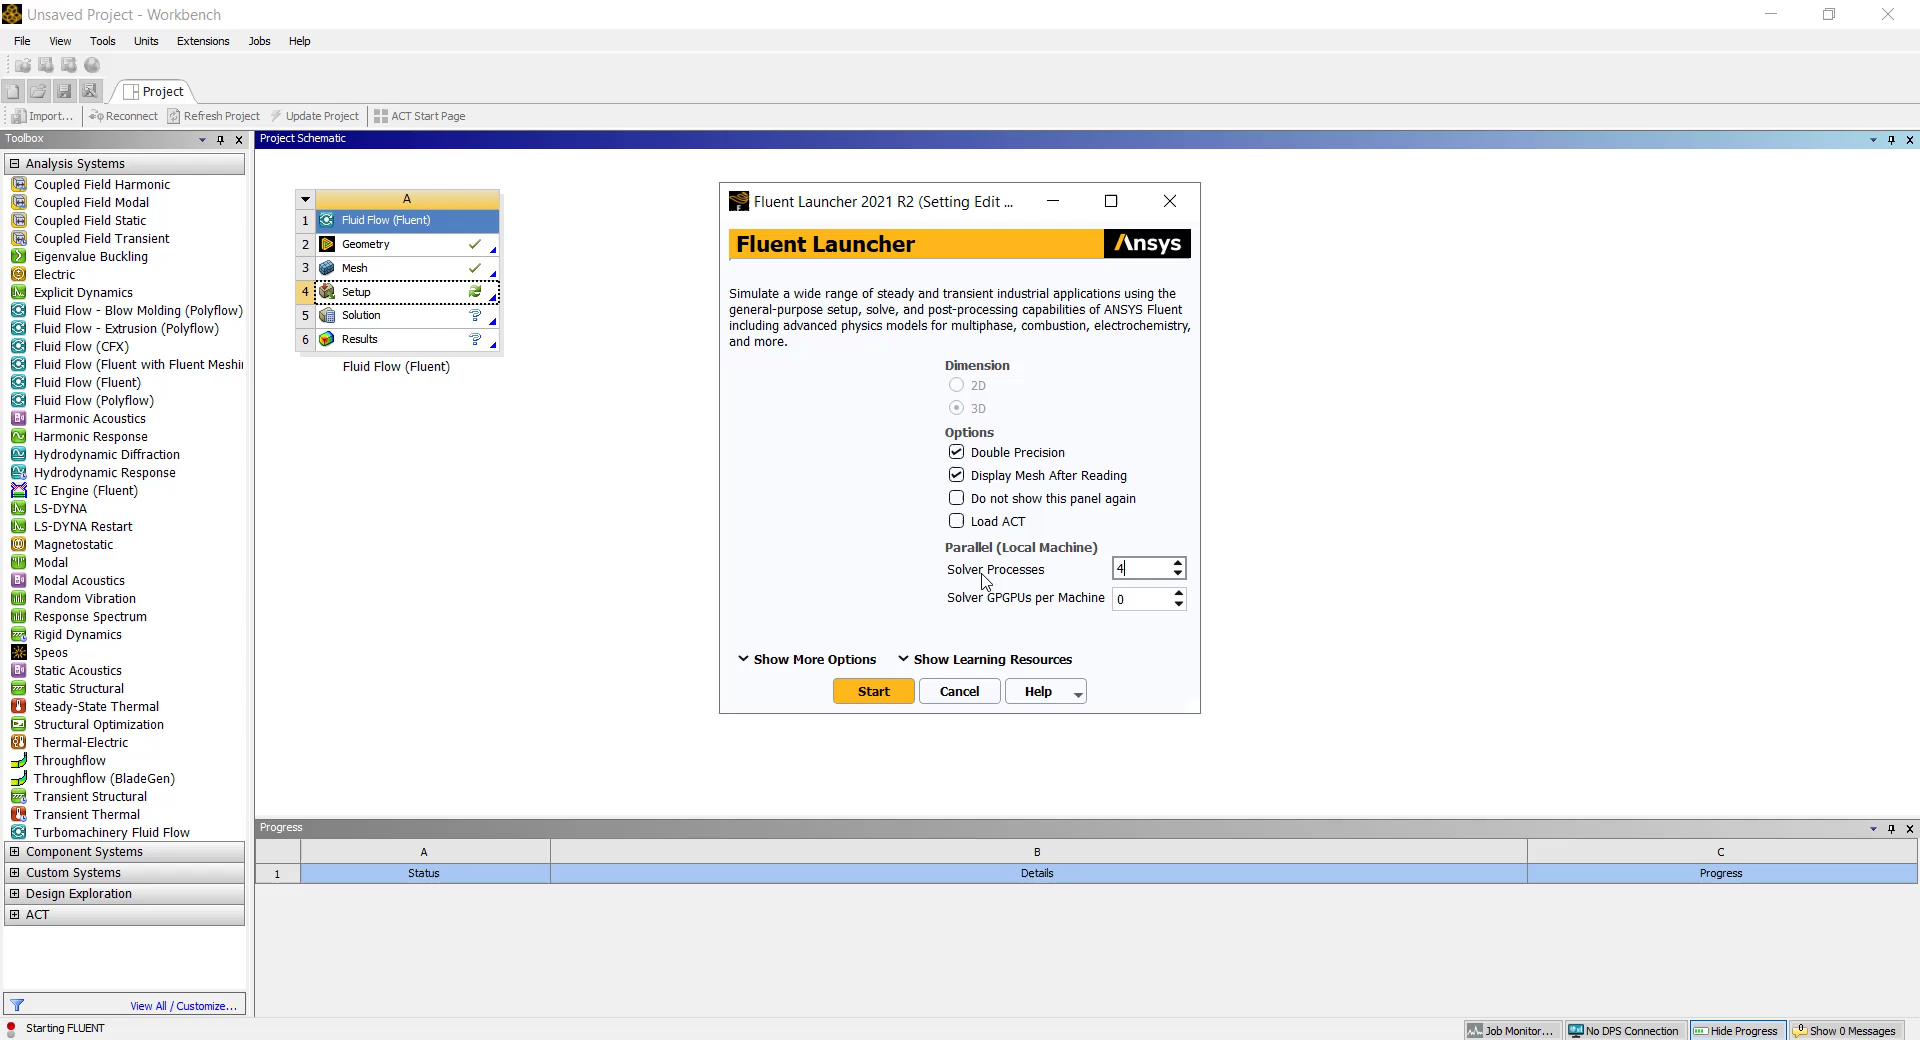 Unsaved Project - Workbench
File View Tools Units Extensions Jobs Help
Project
Import... Reconnect Refresh Project Update Project ACT Start Page
Toolbox
Project Schematic
Analysis Systems
Coupled Field Harmonic
Coupled Field Modal
Coupled Field Static
Coupled Field Transient
Eigenvalue Buckling
Electric
Explicit Dynamics
Fluid Flow - Blow Molding (Polyflow)
Fluid Flow - Extrusion (Polyflow)
Fluid Flow (CFX)
Fluid Flow (Fluent with Fluent Meshi
Fluid Flow (Fluent)
Fluid Flow (Polyflow)
Harmonic Acoustics
Harmonic Response
Hydrodynamic Diffraction
Hydrodynamic Response
IC Engine (Fluent)
LS-DYNA
LS-DYNA Restart
Magnetostatic
Modal
Modal Acoustics
Random Vibration
Response Spectrum
Rigid Dynamics
Speos
Static Acoustics
Static Structural
Steady-State Thermal
Structural Optimization
Thermal-Electric
Throughflow
Throughflow (BladeGen)
Transient Structural
Transient Thermal
Turbomachinery Fluid Flow
Component Systems
Custom Systems
Design Exploration
ACT
View All / Customize...
A
1 Fluid Flow (Fluent)
2 Geometry
3 Mesh
4 Setup
5 Solution ?
6 Results ?
Fluid Flow (Fluent)
Fluent Launcher 2021 R2 (Setting Edit ...
Fluent Launcher
Ansys
Simulate a wide range of steady and transient industrial applications using the
general-purpose setup, solve, and post-processing capabilities of ANSYS Fluent
including advanced physics models for multiphase, combustion, electrochemistry,
and more.
Dimension
2D
3D
Options
Double Precision
Display Mesh After Reading
Do not show this panel again
Load ACT
Parallel (Local Machine)
Solver Processes 4
Solver GPGPUs per Machine 0
Show More Options Show Learning Resources
Start Cancel Help
Progress
A B C
1 Status Details Progress
Starting FLUENT
Job Monitor... No DPS Connection Hide Progress Show 0 Messages